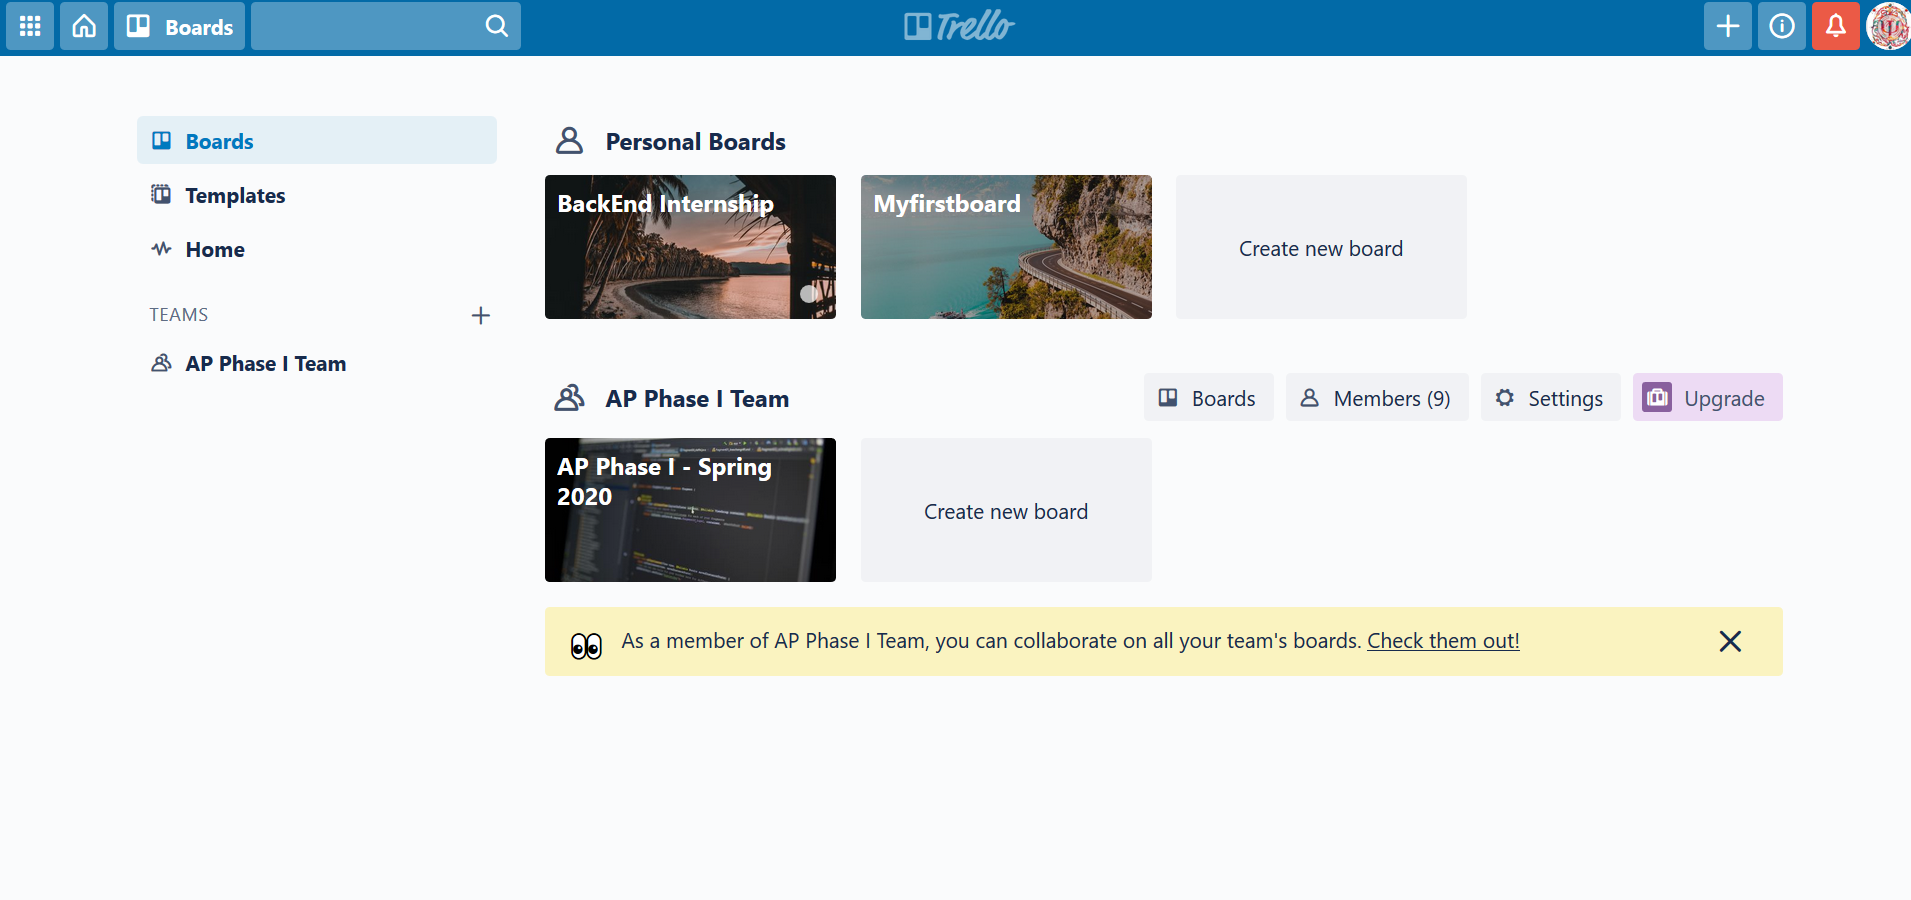 Boards
Trello
Boards
Templates
Home
TEAMS
AP Phase I Team
Personal Boards
BackEnd Internship
Myfirstboard
Create new board
AP Phase I Team
Boards
Members (9)
Settings
Upgrade
AP Phase I - Spring
2020
Create new board
As a member of AP Phase I Team, you can collaborate on all your team's boards. Check them out!